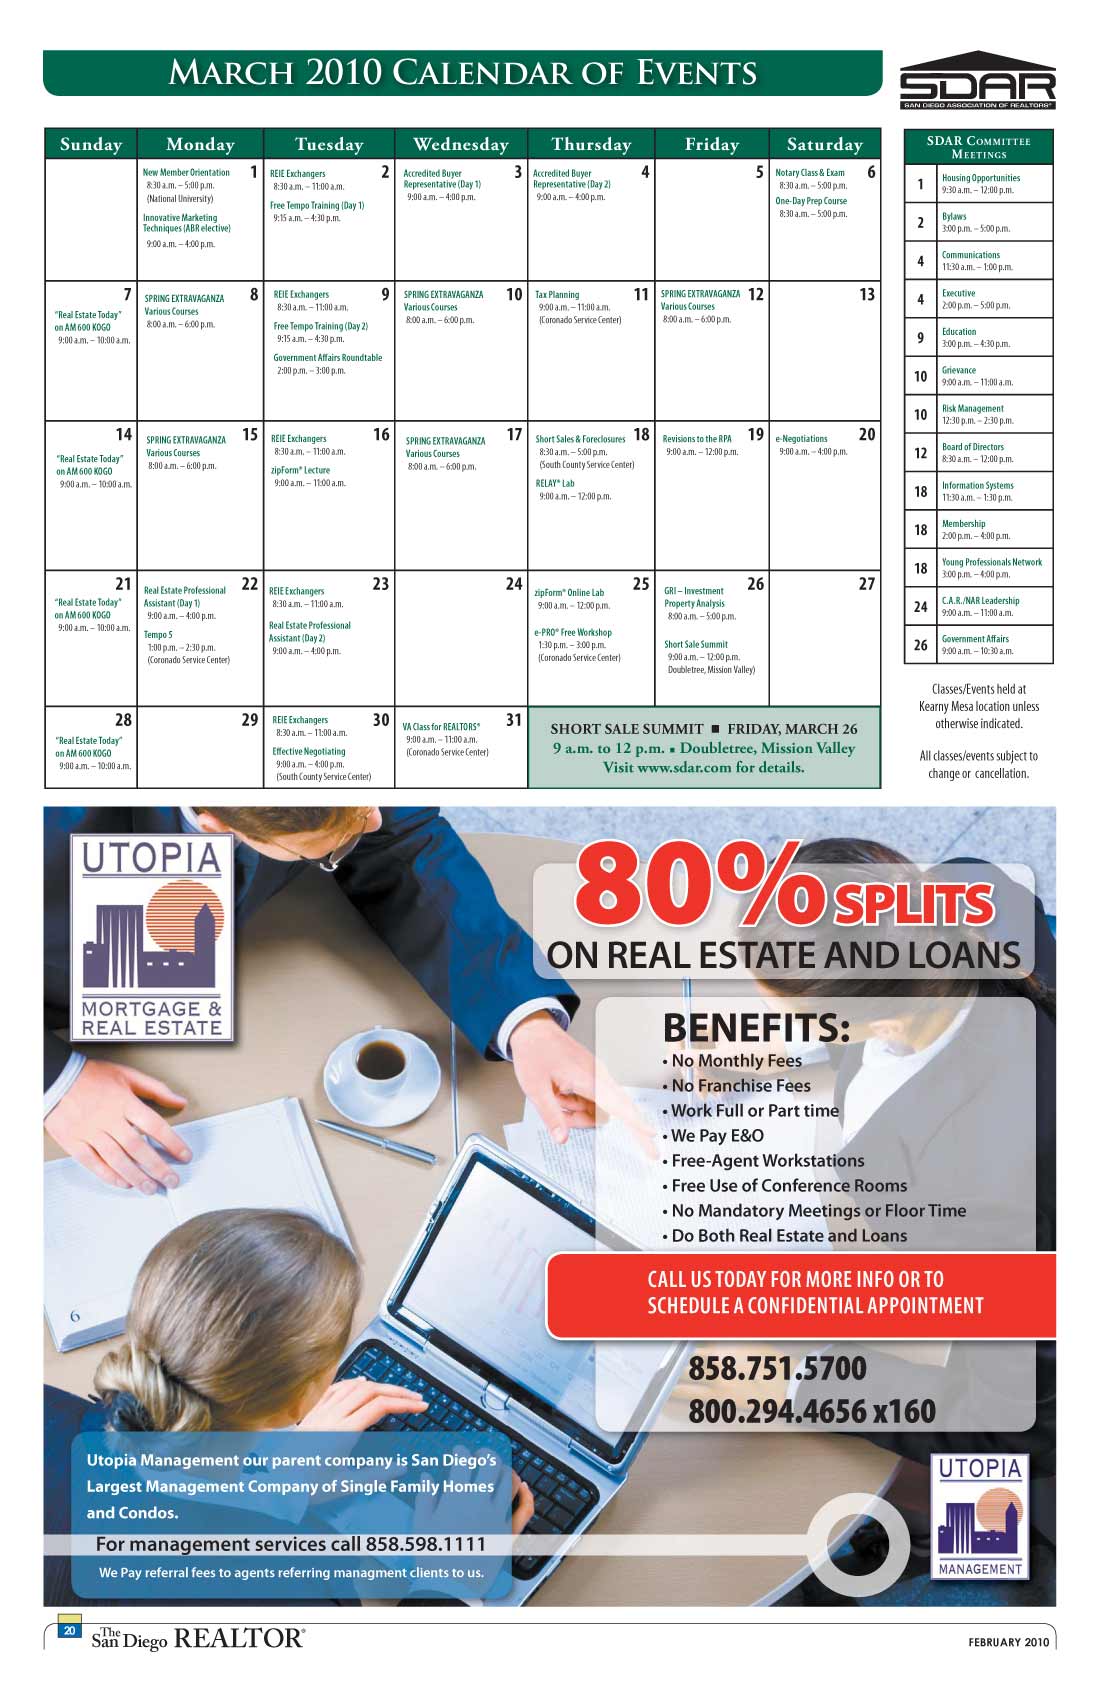 MARCH 2010 CALENDAR OF EVENTS
SDAR
SAN DIEGO ASSOCIATION OF REALTORS®
Sunday Monday Tuesday Wednesday Thursday Friday Saturday
1
New Member Orientation
8:30 a.m. – 5:00 p.m.
(National University)
Innovative Marketing
Techniques (ABR elective)
9:00 a.m. – 4:00 p.m.
2
REIE Exchangers
8:30 a.m. – 11:00 a.m.
Free Tempo Training (Day 1)
9:15 a.m. – 4:30 p.m.
3
Accredited Buyer
Representative (Day 1)
9:00 a.m. – 4:00 p.m.
4
Accredited Buyer
Representative (Day 2)
9:00 a.m. – 4:00 p.m.
5
6
Notary Class & Exam
8:30 a.m. – 5:00 p.m.
One-Day Prep Course
8:30 a.m. – 5:00 p.m.
7
“Real Estate Today”
on AM 600 KOGO
9:00 a.m. – 10:00 a.m.
8
SPRING EXTRAVAGANZA
Various Courses
8:00 a.m. – 6:00 p.m.
9
REIE Exchangers
8:30 a.m. – 11:00 a.m.
Free Tempo Training (Day 2)
9:15 a.m. – 4:30 p.m.
Government Affairs Roundtable
2:00 p.m. – 3:00 p.m.
10
SPRING EXTRAVAGANZA
Various Courses
8:00 a.m. – 6:00 p.m.
11
Tax Planning
9:00 a.m. – 11:00 a.m.
(Coronado Service Center)
12
SPRING EXTRAVAGANZA
Various Courses
8:00 a.m. – 6:00 p.m.
13
14
“Real Estate Today”
on AM 600 KOGO
9:00 a.m. – 10:00 a.m.
15
SPRING EXTRAVAGANZA
Various Courses
8:00 a.m. – 6:00 p.m.
16
REIE Exchangers
8:30 a.m. – 11:00 a.m.
zipForm® Lecture
9:00 a.m. – 11:00 a.m.
17
SPRING EXTRAVAGANZA
Various Courses
8:00 a.m. – 6:00 p.m.
18
Short Sales & Foreclosures
8:30 a.m. – 5:00 p.m.
(South County Service Center)
RELAY® Lab
9:00 a.m. – 12:00 p.m.
19
Revisions to the RPA
9:00 a.m. – 12:00 p.m.
20
e-Negotiations
9:00 a.m. – 4:00 p.m.
21
“Real Estate Today”
on AM 600 KOGO
9:00 a.m. – 10:00 a.m.
22
Real Estate Professional
Assistant (Day 1)
9:00 a.m. – 4:00 p.m.
Tempo 5
1:00 p.m. – 2:30 p.m.
(Coronado Service Center)
23
REIE Exchangers
8:30 a.m. – 11:00 a.m.
Real Estate Professional
Assistant (Day 2)
9:00 a.m. – 4:00 p.m.
24
25
zipForm® Online Lab
9:00 a.m. – 12:00 p.m.
e-PRO® Free Workshop
1:30 p.m. – 3:00 p.m.
(Coronado Service Center)
26
GRI – Investment
Property Analysis
8:00 a.m. – 5:00 p.m.
Short Sale Summit
9:00 a.m. – 12:00 p.m.
Doubletree, Mission Valley)
27
28
“Real Estate Today”
on AM 600 KOGO
9:00 a.m. – 10:00 a.m.
29
30
REIE Exchangers
8:30 a.m. – 11:00 a.m.
Effective Negotiating
9:00 a.m. – 4:00 p.m.
(South County Service Center)
31
VA Class for REALTORS®
9:00 a.m. – 11:00 a.m.
(Coronado Service Center)
SHORT SALE SUMMIT ■ FRIDAY, MARCH 26
9 a.m. to 12 p.m. ■ Doubletree, Mission Valley
Visit www.sdar.com for details.
SDAR COMMITTEE
MEETINGS
1
Housing Opportunities
9:30 a.m. – 12:00 p.m.
2
Bylaws
3:00 p.m. – 5:00 p.m.
4
Communications
11:30 a.m. – 1:00 p.m.
4
Executive
2:00 p.m. – 5:00 p.m.
9
Education
3:00 p.m. – 4:30 p.m.
10
Grievance
9:00 a.m. – 11:00 a.m.
10
Risk Management
12:30 p.m. – 2:30 p.m.
12
Board of Directors
8:30 a.m. – 12:00 p.m.
18
Information Systems
11:30 a.m. – 1:30 p.m.
18
Membership
2:00 p.m. – 4:00 p.m.
18
Young Professionals Network
3:00 p.m. – 4:00 p.m.
24
C.A.R./NAR Leadership
9:00 a.m. – 11:00 a.m.
26
Government Affairs
9:00 a.m. – 10:30 a.m.
Classes/Events held at
Kearny Mesa location unless
otherwise indicated.
All classes/events subject to
change or cancellation.
UTOPIA
MORTGAGE &
REAL ESTATE
80% SPLITS
ON REAL ESTATE AND LOANS
BENEFITS:
• No Monthly Fees
• No Franchise Fees
• Work Full or Part time
• We Pay E&O
• Free-Agent Workstations
• Free Use of Conference Rooms
• No Mandatory Meetings or Floor Time
• Do Both Real Estate and Loans
CALL US TODAY FOR MORE INFO OR TO
SCHEDULE A CONFIDENTIAL APPOINTMENT
858.751.5700
800.294.4656 x160
6
Utopia Management our parent company is San Diego’s
Largest Management Company of Single Family Homes
and Condos.
For management services call 858.598.1111
We Pay referral fees to agents referring managment clients to us.
UTOPIA
MANAGEMENT
20
The San Diego REALTOR®
FEBRUARY 2010